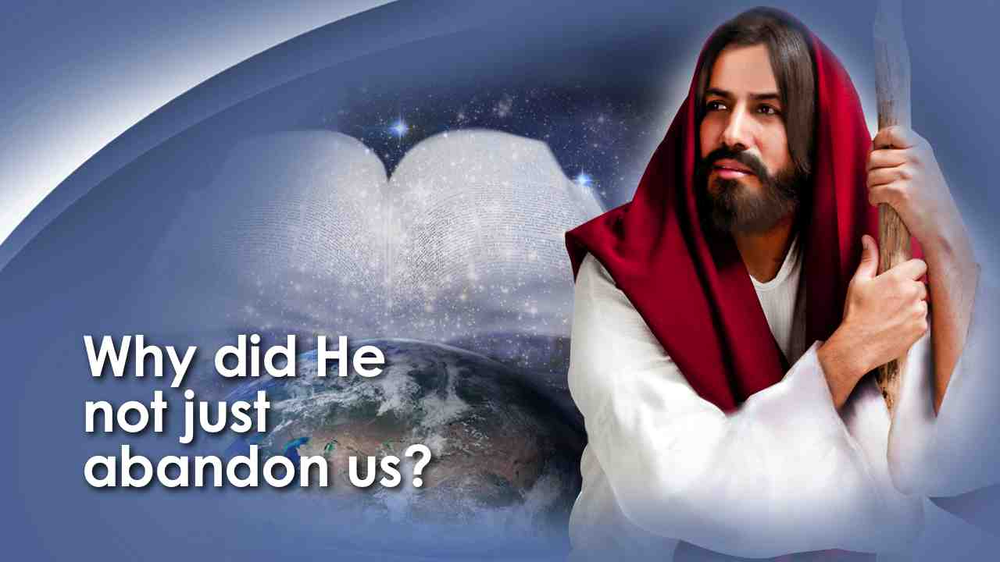 Why did He
not just
abandon us?